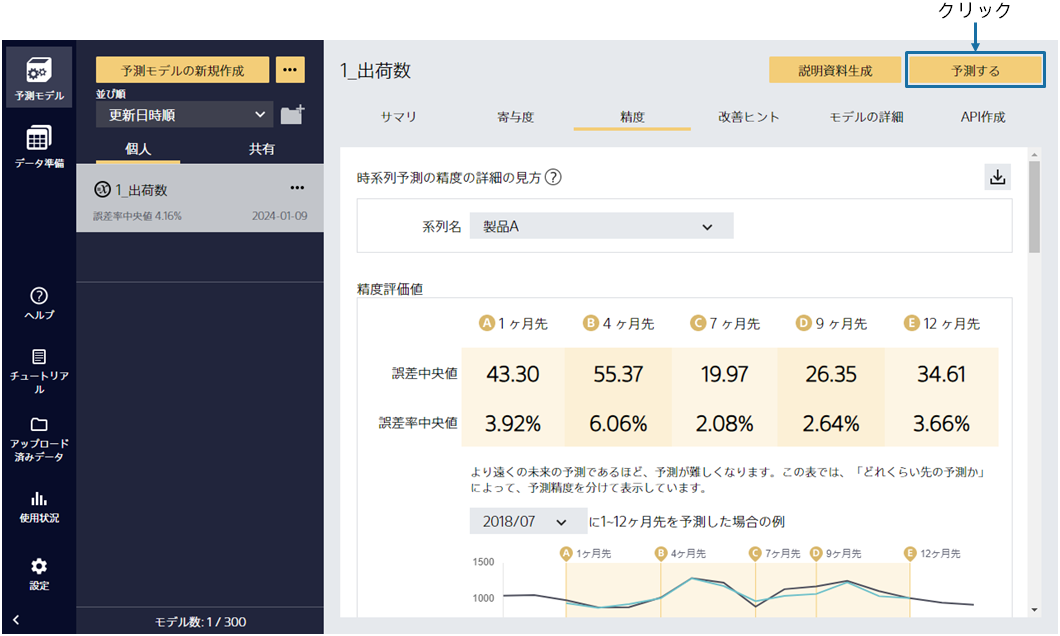 クリック
予測モデル
データ準備
ヘルプ
チュートリア
ル
アップロード
済みデータ
使用状況
設定
予測モデルの新規作成
並び順
更新日時順
個人
共有
1_出荷数
誤差率中央値 4.16%
2024-01-09
モデル数: 1 / 300
1_出荷数
説明資料生成
予測する
サマリ
寄与度
精度
改善ヒント
モデルの詳細
API作成
時系列予測の精度の詳細の見方 ?
系列名
製品A
精度評価値
A 1 ヶ月先
B 4 ヶ月先
C 7 ヶ月先
D 9 ヶ月先
E 12 ヶ月先
誤差中央値 43.30 55.37 19.97 26.35 34.61
誤差率中央値 3.92% 6.06% 2.08% 2.64% 3.66%
より遠くの未来の予測であるほど、予測が難しくなります。この表では、「どれくらい先の予測か」
によって、予測精度を分けて表示しています。
2018/07 に1~12ヶ月先を予測した場合の例
A 1ヶ月先
B 4ヶ月先
C 7ヶ月先
D 9ヶ月先
E 12ヶ月先
1500
1000